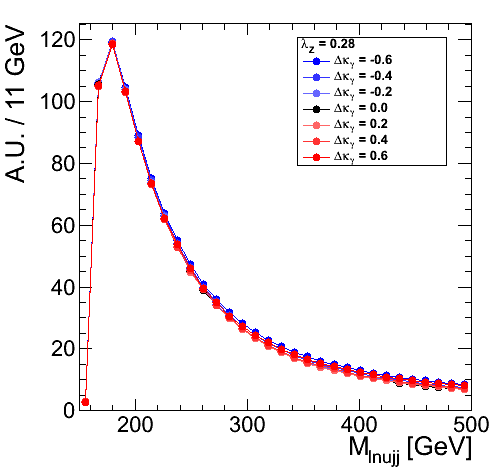 A.U. / 11 GeV
120
100
80
60
40
20
0
λz = 0.28
Δκγ = -0.6
Δκγ = -0.4
Δκγ = -0.2
Δκγ = 0.0
Δκγ = 0.2
Δκγ = 0.4
Δκγ = 0.6
200 300 400 500
Mlnujj [GeV]